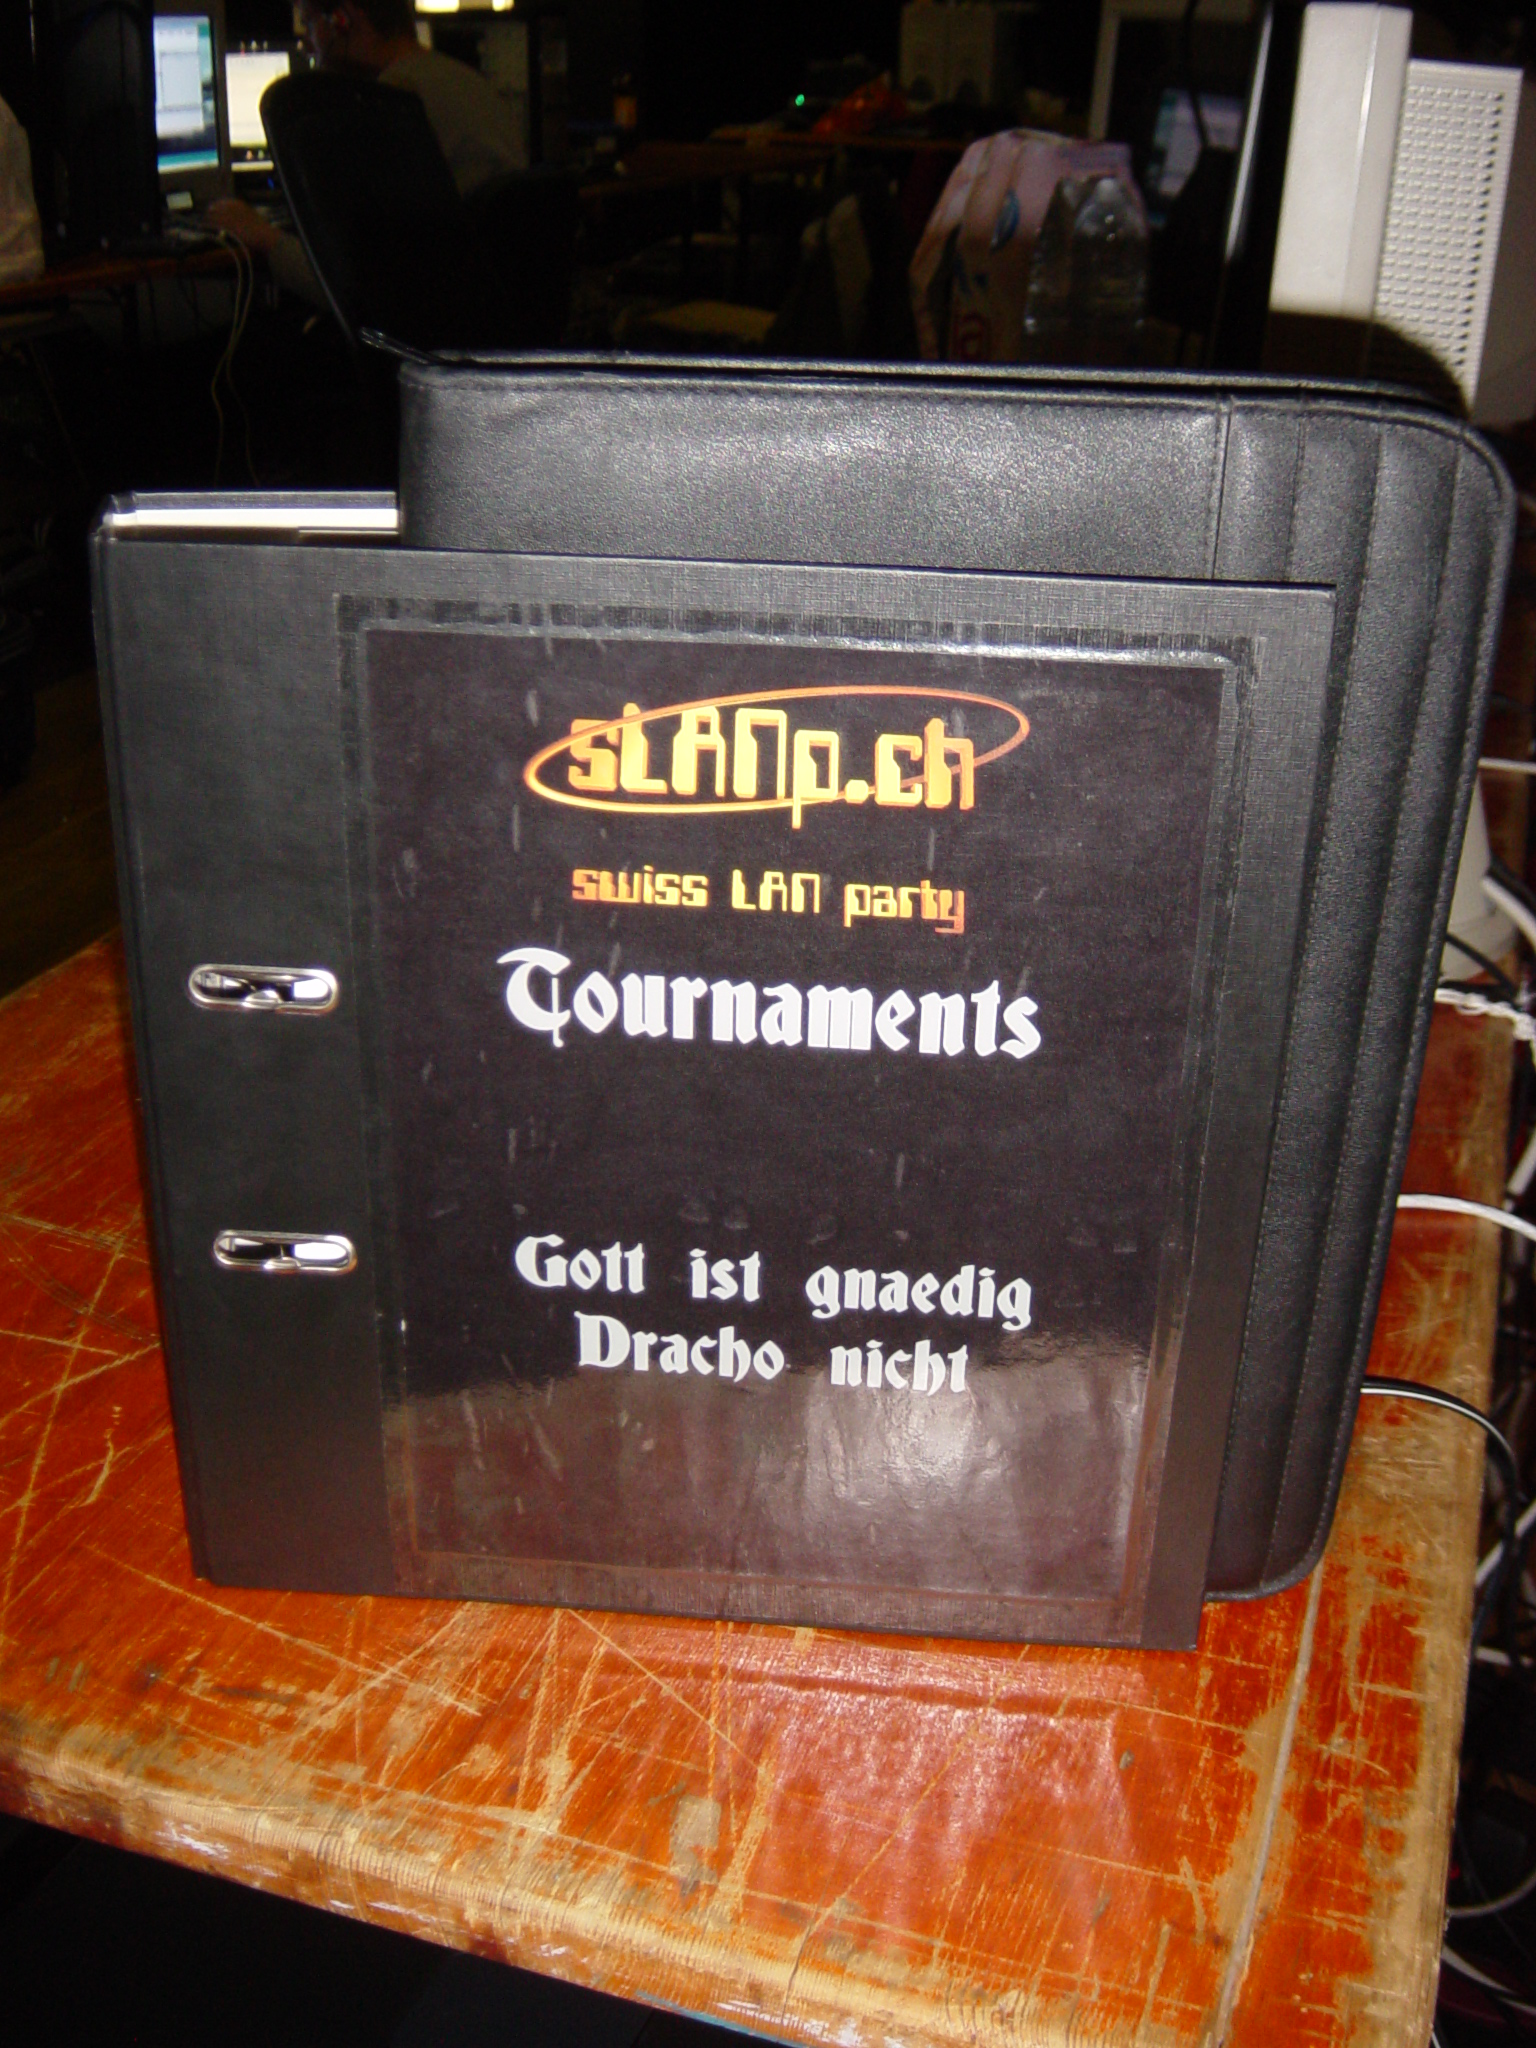 sLANp.ch
swiss LAN party
Tournaments
Gott ist gnaedig
Dracho nicht